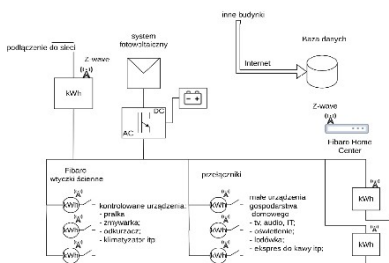 inne budynki
system
fotowoltaiczny
Baza danych
podłączenie do sieci
Z-wave
Internet
kWh
DC
AC
Z-wave
Fibaro Home
Center
Fibaro
wtyczki ścienne
przełączniki
kWh
kontrolowane urządzenia:
- pralka
- zmywarka;
- odkurzacz;
- klimatyzator itp
kWh
kWh
kWh
małe urządzenia
gospodarstwa
domowego
- tv, audio, IT;
- oświetlenie;
- lodówka;
- ekspres do kawy itp;
kWh
kWh
kWh
kWh